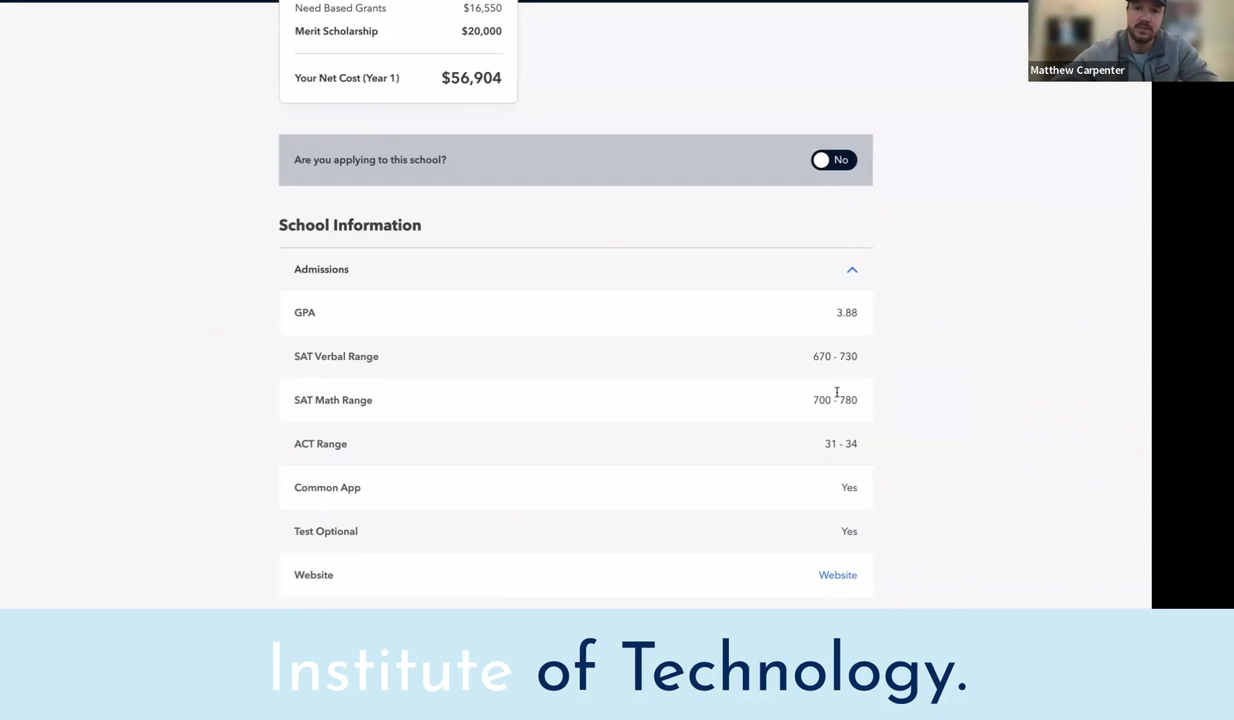 Need Based Grants $16,550
Merit Scholarship $20,000
Your Net Cost (Year 1) $56,904
Matthew Carpenter
Are you applying to this school? No
School Information
Admissions
GPA 3.88
SAT Verbal Range 670 - 730
SAT Math Range 700 - 780
ACT Range 31 - 34
Common App Yes
Test Optional Yes
Website Website
Institute of Technology.